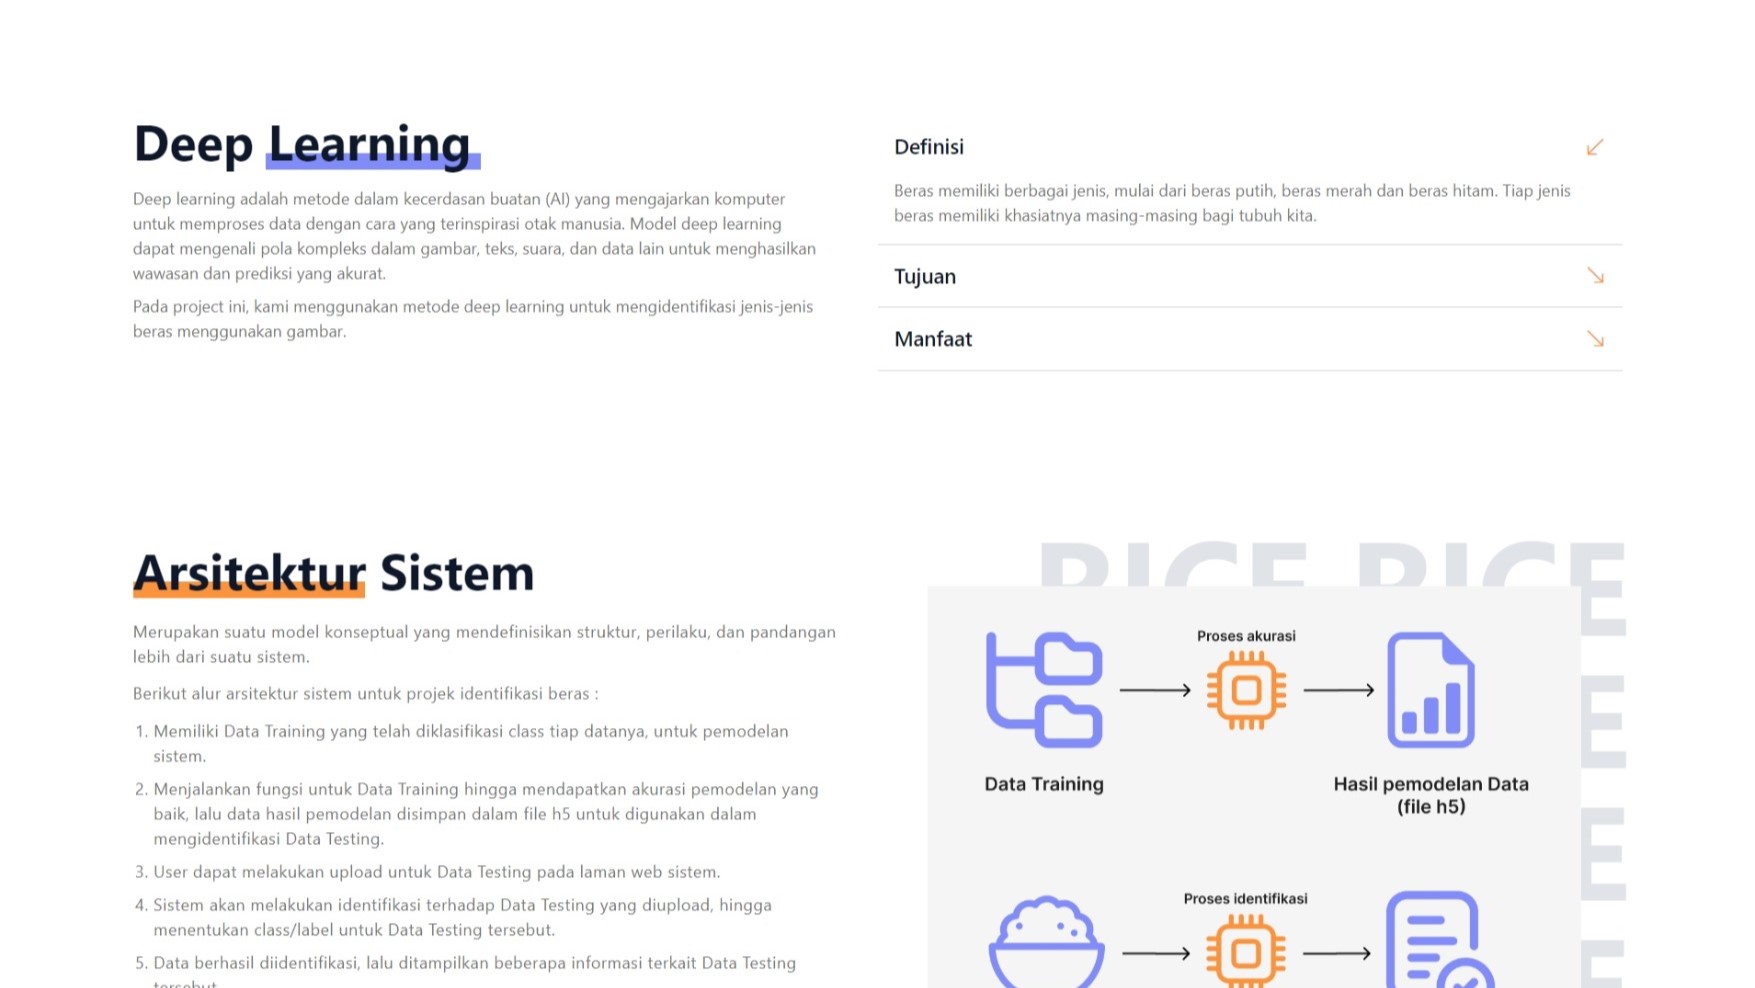 Deep Learning
Deep learning adalah metode dalam kecerdasan buatan (AI) yang mengajarkan komputer
untuk memproses data dengan cara yang terinspirasi otak manusia. Model deep learning
dapat mengenali pola kompleks dalam gambar, teks, suara, dan data lain untuk menghasilkan
wawasan dan prediksi yang akurat.
Pada project ini, kami menggunakan metode deep learning untuk mengidentifikasi jenis-jenis
beras menggunakan gambar.
Definisi
Beras memiliki berbagai jenis, mulai dari beras putih, beras merah dan beras hitam. Tiap jenis
beras memiliki khasiatnya masing-masing bagi tubuh kita.
Tujuan
Manfaat
Arsitektur Sistem
Merupakan suatu model konseptual yang mendefinisikan struktur, perilaku, dan pandangan
lebih dari suatu sistem.
Berikut alur arsitektur sistem untuk projek identifikasi beras :
1. Memiliki Data Training yang telah diklasifikasi class tiap datanya, untuk pemodelan
sistem.
2. Menjalankan fungsi untuk Data Training hingga mendapatkan akurasi pemodelan yang
baik, lalu data hasil pemodelan disimpan dalam file h5 untuk digunakan dalam
mengidentifikasi Data Testing.
3. User dapat melakukan upload untuk Data Testing pada laman web sistem.
4. Sistem akan melakukan identifikasi terhadap Data Testing yang diupload, hingga
menentukan class/label untuk Data Testing tersebut.
5. Data berhasil diidentifikasi, lalu ditampilkan beberapa informasi terkait Data Testing
tersebut
RICE RICE
Proses akurasi
Data Training
Hasil pemodelan Data
(file h5)
Proses identifikasi
E
E
E